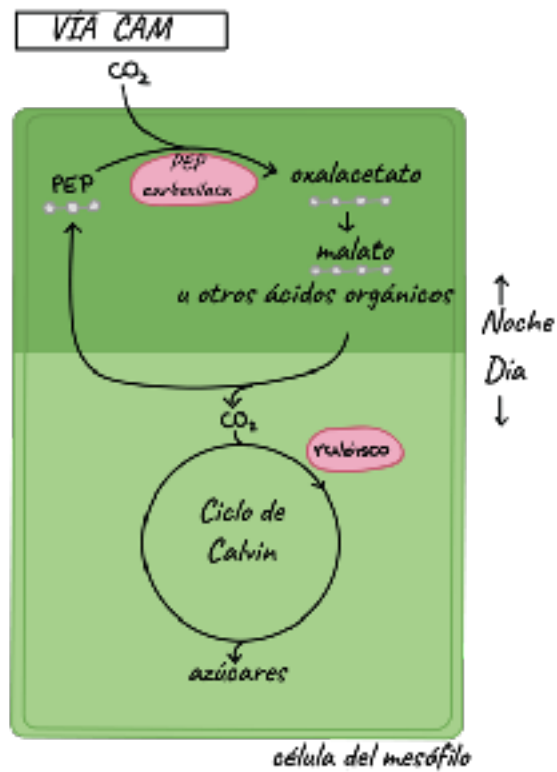 VÍA CAM
CO₂
PEP
PEP
carboxilasa
oxalacetato
malato
u otros ácidos orgánicos
Noche
Dia
CO₂
rubisco
Ciclo de
Calvin
azúcares
célula del mesófilo